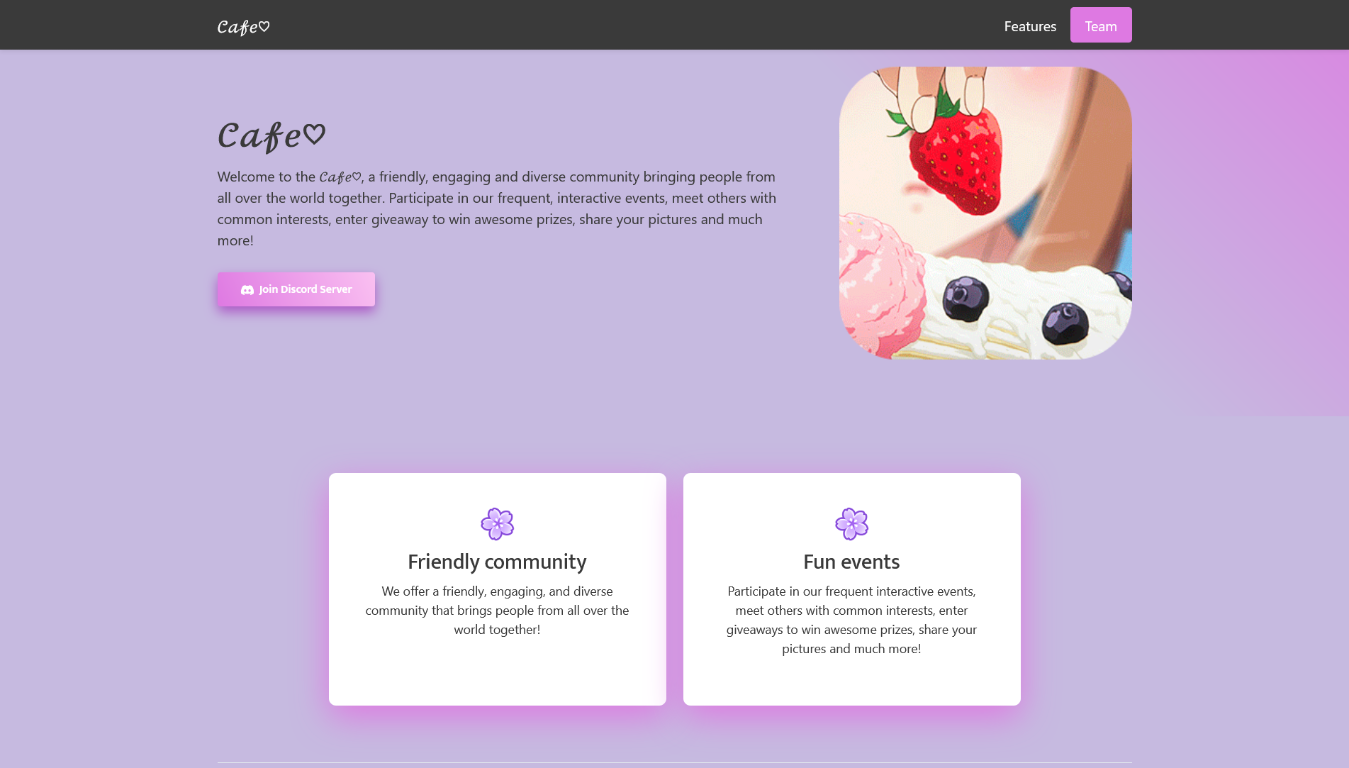 Cafe♡
Features
Team
Cafe♡
Welcome to the Cafe♡, a friendly, engaging and diverse community bringing people from
all over the world together. Participate in our frequent, interactive events, meet others with
common interests, enter giveaway to win awesome prizes, share your pictures and much
more!
Join Discord Server
Friendly community
We offer a friendly, engaging, and diverse
community that brings people from all over the
world together!
Fun events
Participate in our frequent interactive events,
meet others with common interests, enter
giveaways to win awesome prizes, share your
pictures and much more!